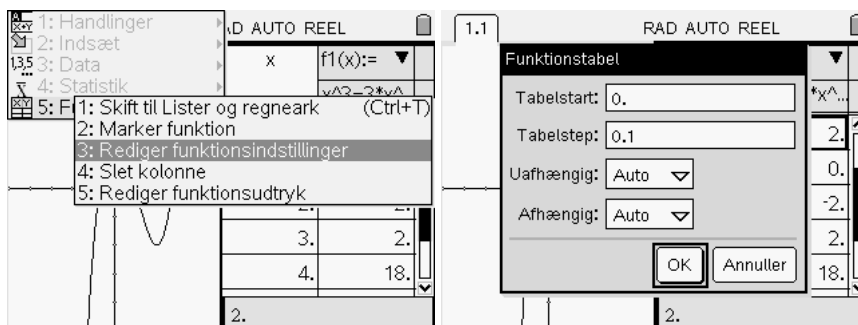 1: Handlinger
2: Indsæt
3: Data
4: Statistik
5: F
RAD AUTO REEL
x f1(x):= ▼
1: Skift til Lister og regneark (Ctrl+T)
2: Marker funktion
3: Rediger funktionsindstillinger
4: Slet kolonne
5: Rediger funktionsudtryk
3. 2.
4. 18.
2.
1.1 RAD AUTO REEL
Funktionstabel
Tabelstart: 0.
Tabelstep: 0.1
Uafhængig: Auto
Afhængig: Auto
OK Annuller
*x^...
2.
0.
-2.
2.
18.
2.